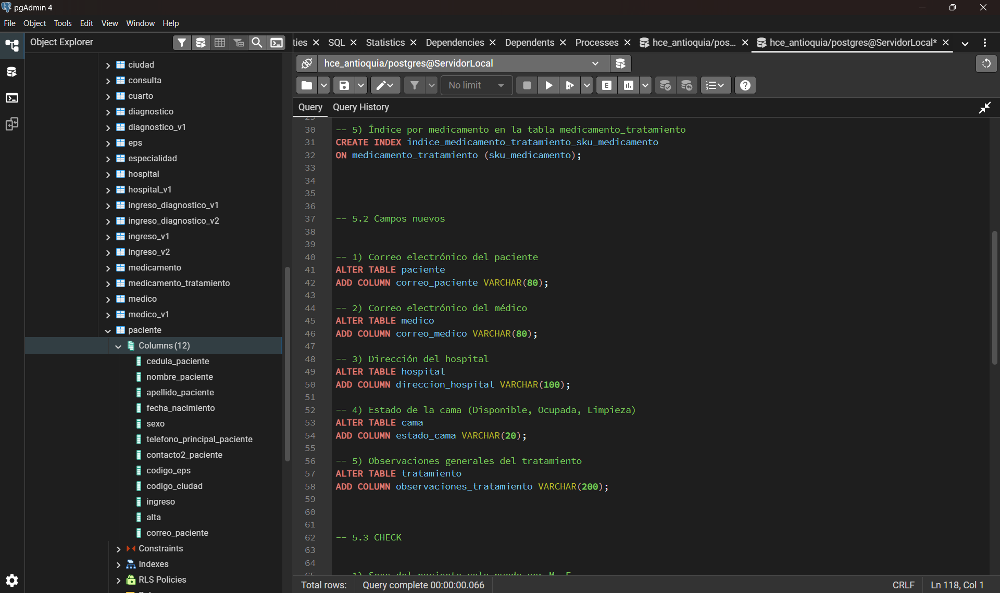 pgAdmin 4
File Object Tools Edit View Window Help
Object Explorer
ties SQL Statistics Dependencies Dependents Processes hce_antioquia/pos... hce_antioquia/postgres@ServidorLocal*
hce_antioquia/postgres@ServidorLocal
No limit
Query Query History
ciudad
consulta
cuarto
diagnostico
diagnostico_v1
eps
especialidad
hospital
hospital_v1
ingreso_diagnostico_v1
ingreso_diagnostico_v2
ingreso_v1
ingreso_v2
medicamento
medicamento_tratamiento
medico
medico_v1
paciente
Columns (12)
cedula_paciente
nombre_paciente
apellido_paciente
fecha_nacimiento
sexo
telefono_principal_paciente
contacto2_paciente
codigo_eps
codigo_ciudad
ingreso
alta
correo_paciente
Constraints
Indexes
RLS Policies
30 -- 5) Índice por medicamento en la tabla medicamento_tratamiento
31 CREATE INDEX indice_medicamento_tratamiento_sku_medicamento
32 ON medicamento_tratamiento (sku_medicamento);
33
34
35
36
37 -- 5.2 Campos nuevos
38
39
40 -- 1) Correo electrónico del paciente
41 ALTER TABLE paciente
42 ADD COLUMN correo_paciente VARCHAR(80);
43
44 -- 2) Correo electrónico del médico
45 ALTER TABLE medico
46 ADD COLUMN correo_medico VARCHAR(80);
47
48 -- 3) Dirección del hospital
49 ALTER TABLE hospital
50 ADD COLUMN direccion_hospital VARCHAR(100);
51
52 -- 4) Estado de la cama (Disponible, Ocupada, Limpieza)
53 ALTER TABLE cama
54 ADD COLUMN estado_cama VARCHAR(20);
55
56 -- 5) Observaciones generales del tratamiento
57 ALTER TABLE tratamiento
58 ADD COLUMN observaciones_tratamiento VARCHAR(200);
59
60
61
62 -- 5.3 CHECK
63
64
65 -- 1) Sexo del paciente solo puede ser M, F
Total rows: Query complete 00:00:00.066 CRLF Ln 118, Col 1